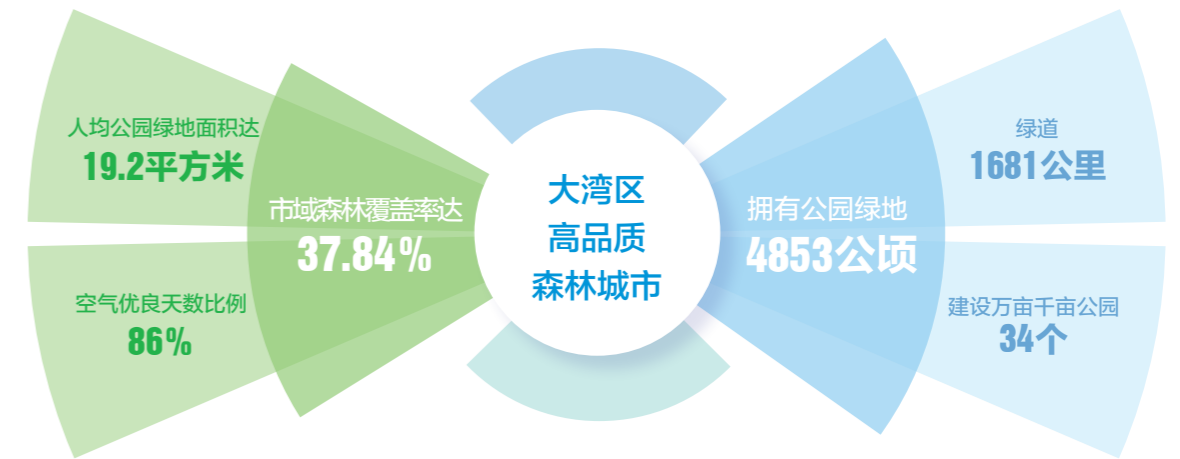 人均公园绿地面积达
19.2平方米
空气优良天数比例
86%
市域森林覆盖率达
37.84%
大湾区
高品质
森林城市
拥有公园绿地
4853公顷
绿道
1681公里
建设万亩千亩公园
34个